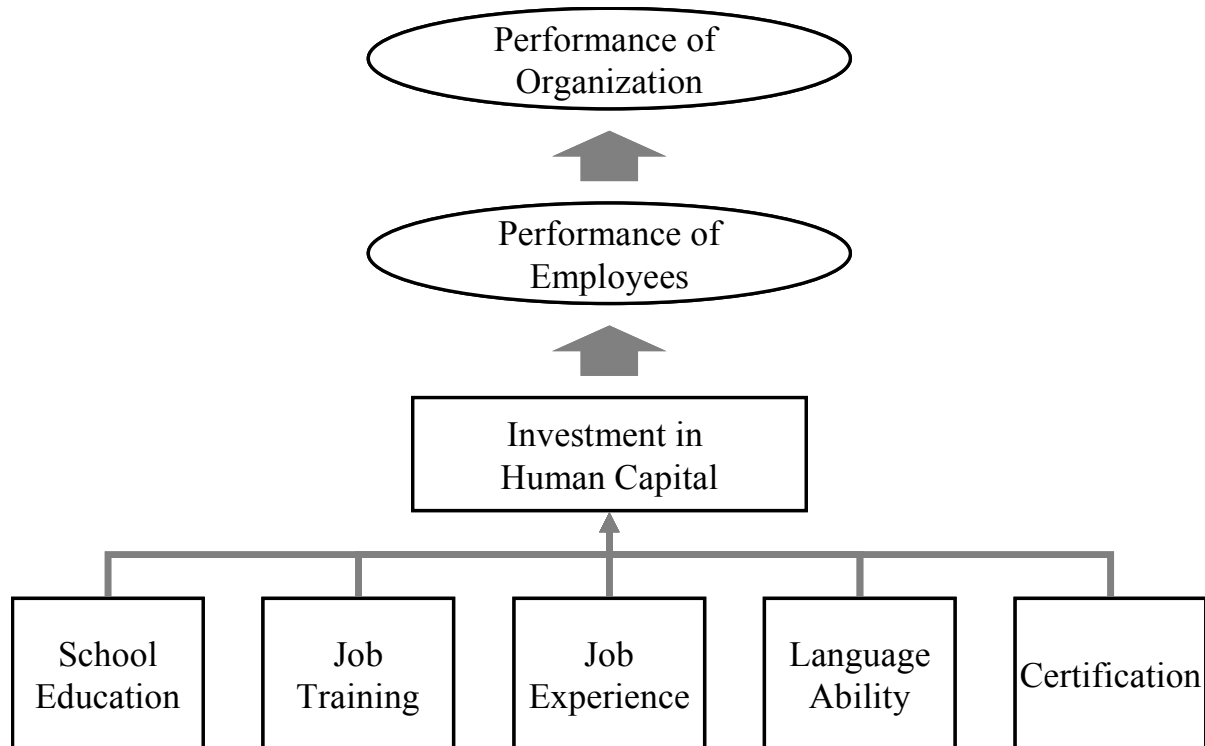 Performance of
Organization
Performance of
Employees
Investment in
Human Capital
School
Education
Job
Training
Job
Experience
Language
Ability
Certification